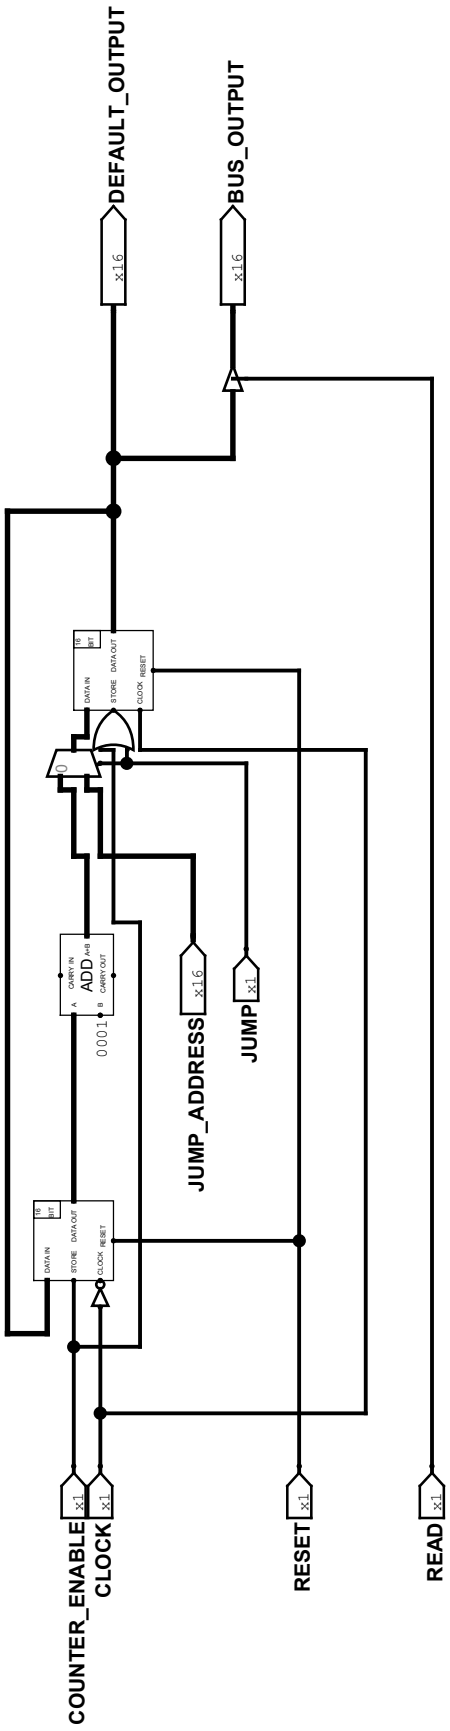 COUNTER_ENABLE
x1
CLOCK
x1
RESET
x1
READ
x1
16
BIT
DATA IN
STORE
DATA OUT
CLOCK
RESET
CARRY IN
A
ADD
A+B
B
CARRY OUT
0001
JUMP_ADDRESS
x16
JUMP
x1
0
16
BIT
DATA IN
STORE
DATA OUT
CLOCK
RESET
x16
DEFAULT_OUTPUT
x16
BUS_OUTPUT